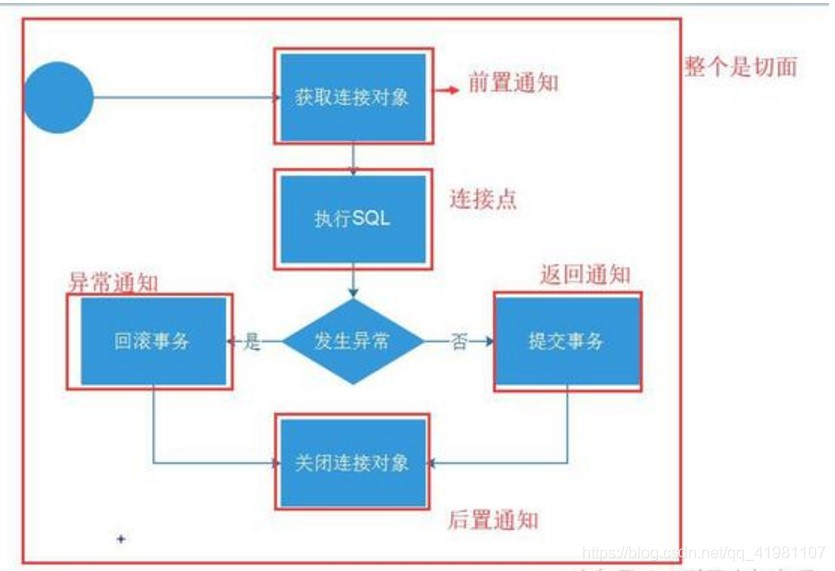 整个是切面
获取连接对象
前置通知
执行SQL
连接点
异常通知
返回通知
回滚事务
是
发生异常
否
提交事务
关闭连接对象
后置通知
https://blog.csdn.net/qq_41981107